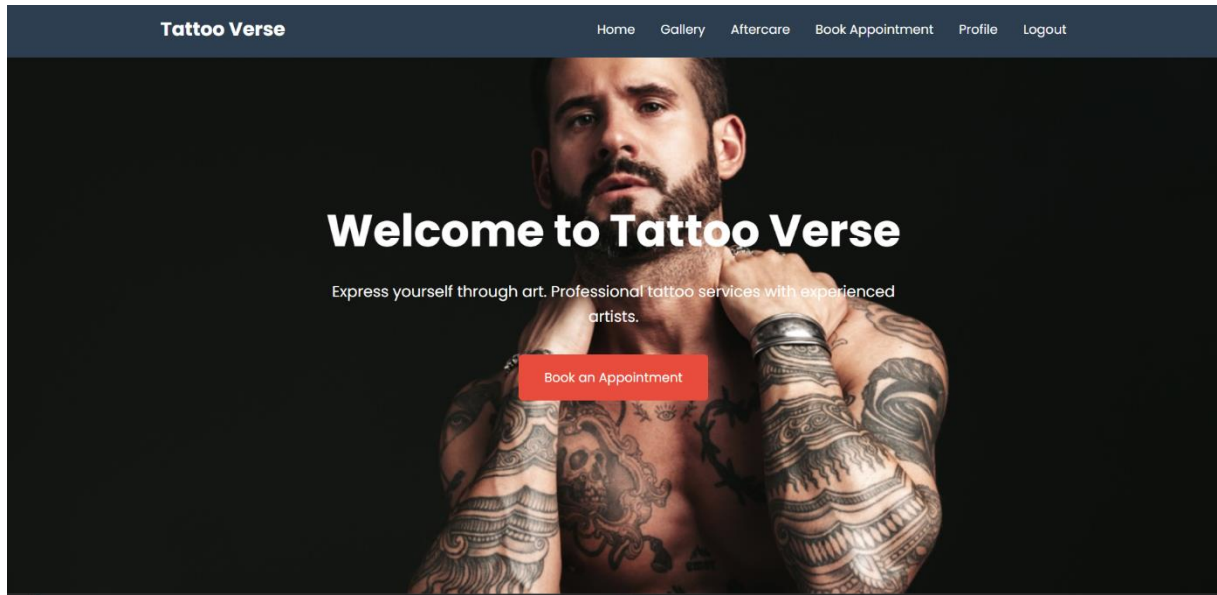 Tattoo Verse
Home Gallery Aftercare Book Appointment Profile Logout
Welcome to Tattoo Verse
Express yourself through art. Professional tattoo services with experienced
artists.
Book an Appointment